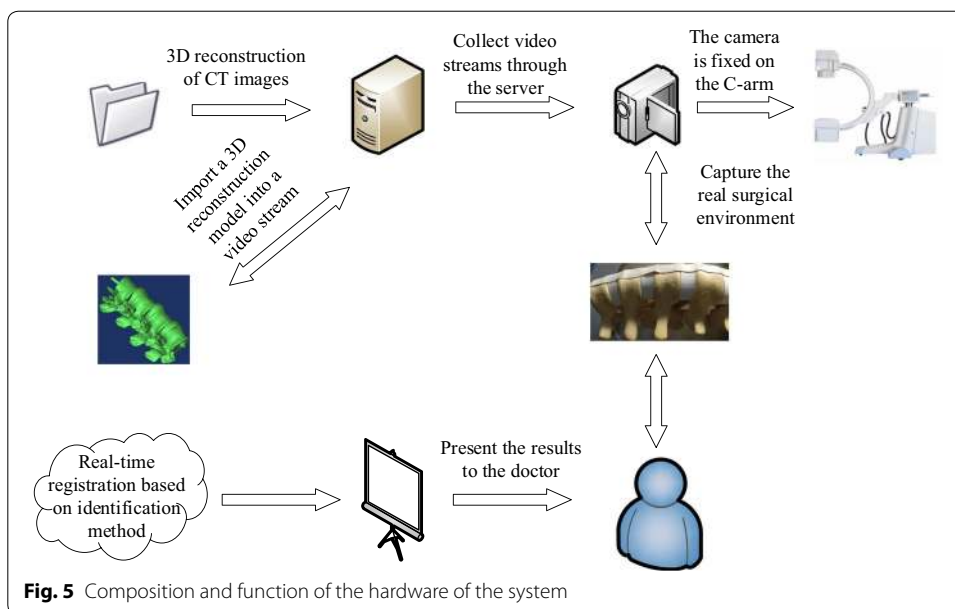 3D reconstruction
of CT images
Collect video
streams through
the server
The camera
is fixed on
the C-arm
Import a 3D
reconstruction
model into a
video stream
Capture the
real surgical
environment
Real-time
registration based
on identification
method
Present the results
to the doctor
Fig. 5 Composition and function of the hardware of the system